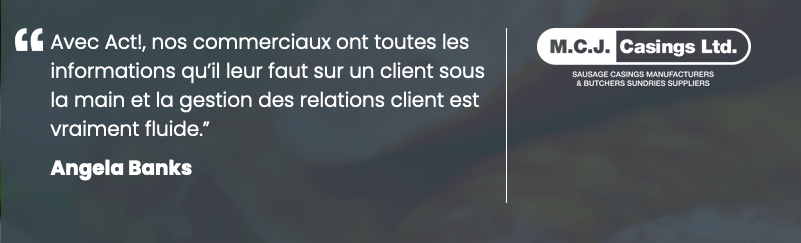 “ Avec Act!, nos commerciaux ont toutes les
informations qu’il leur faut sur un client sous
la main et la gestion des relations client est
vraiment fluide.”
Angela Banks
M.C.J. Casings Ltd.
SAUSAGE CASINGS MANUFACTURERS
& BUTCHERS SUNDRIES SUPPLIERS